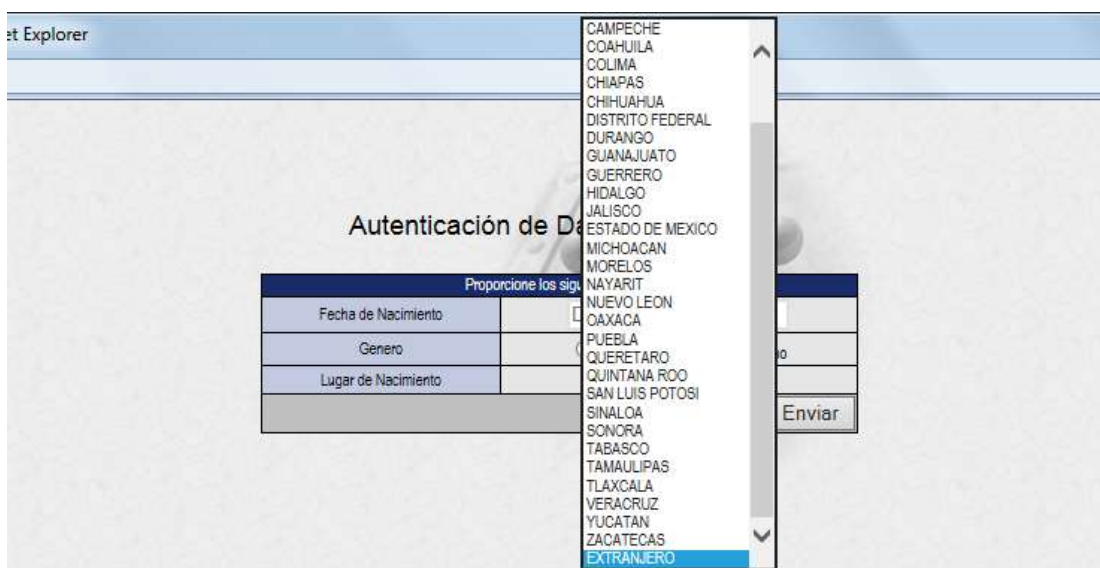 et Explorer
Autenticación de Da
Proporcione los sigu
Fecha de Nacimiento
Genero
Lugar de Nacimiento
Enviar
CAMPECHE
COAHUILA
COLIMA
CHIAPAS
CHIHUAHUA
DISTRITO FEDERAL
DURANGO
GUANAJUATO
GUERRERO
HIDALGO
JALISCO
ESTADO DE MEXICO
MICHOACAN
MORELOS
NAYARIT
NUEVO LEON
OAXACA
PUEBLA
QUERETARO
QUINTANA ROO
SAN LUIS POTOSI
SINALOA
SONORA
TABASCO
TAMAULIPAS
TLAXCALA
VERACRUZ
YUCATAN
ZACATECAS
EXTRANJERO